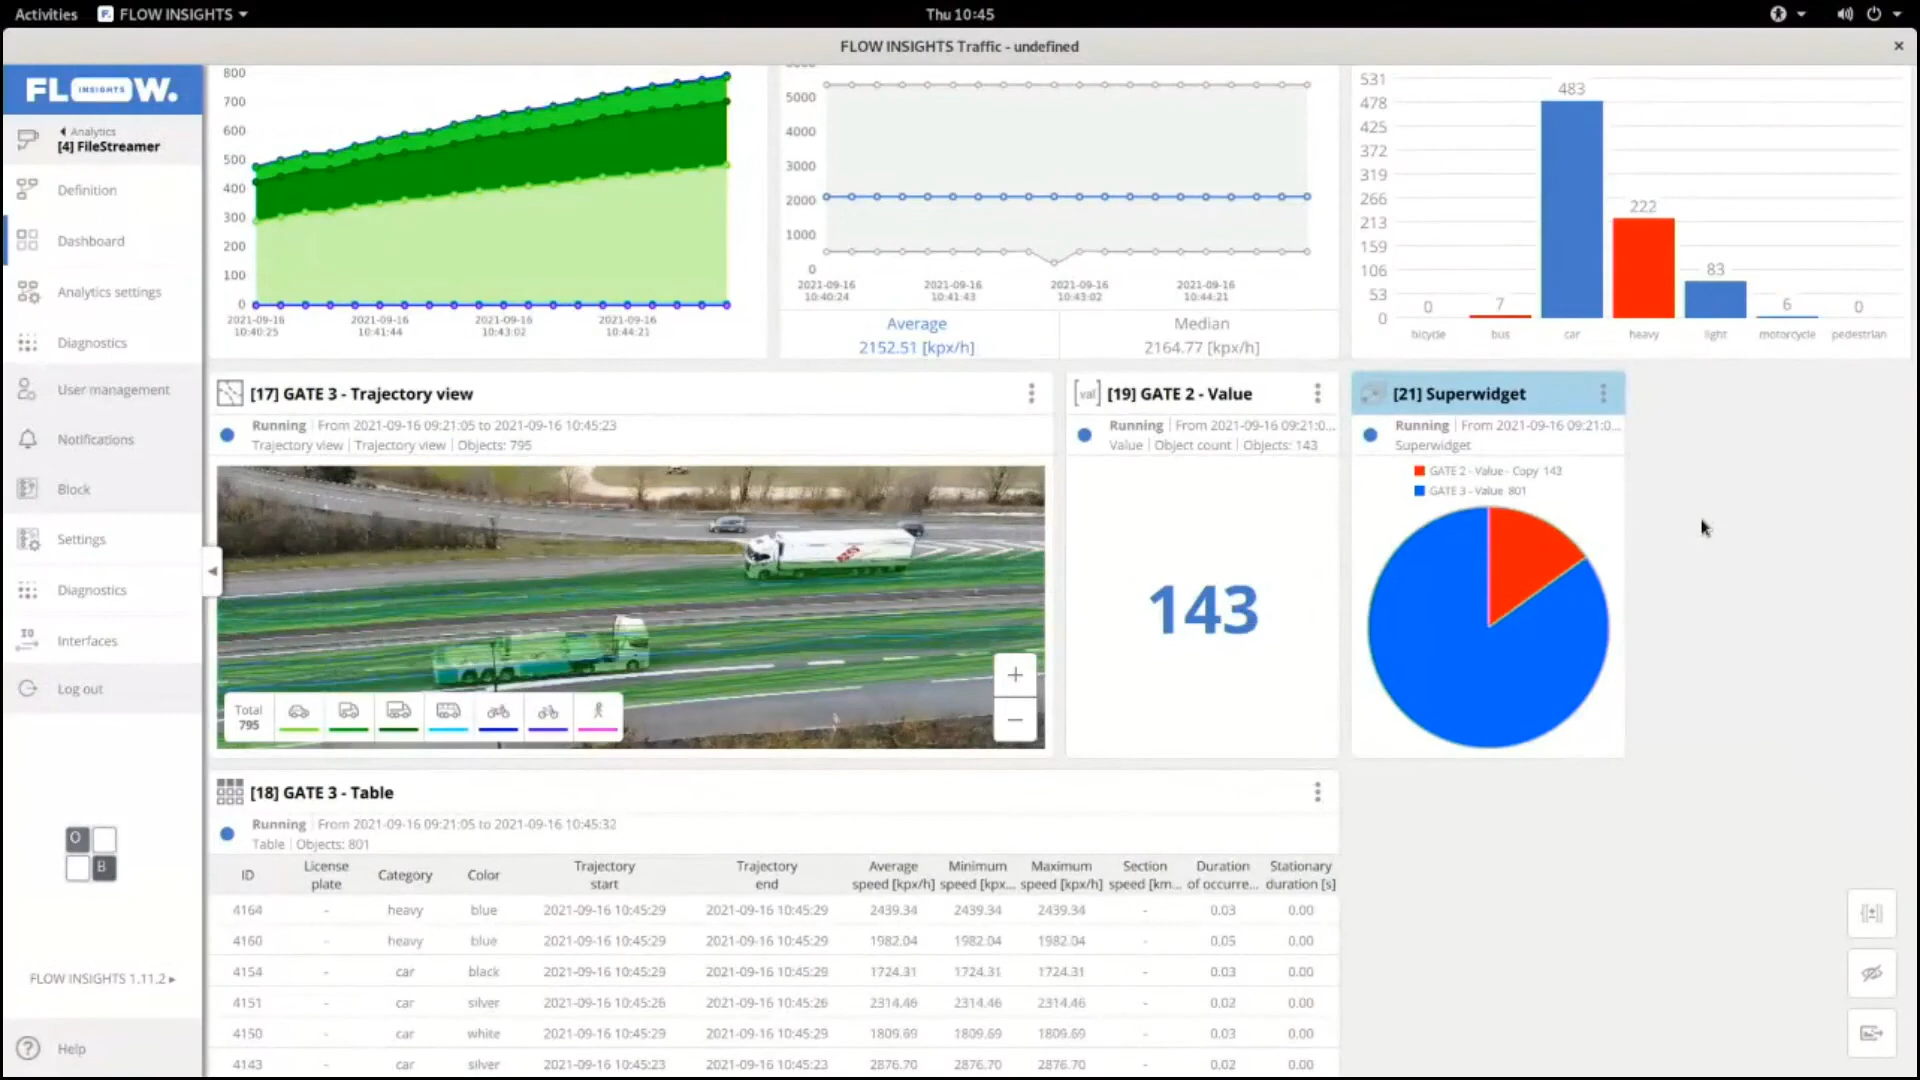 Activities
FLOW INSIGHTS
Thu 10:45
FLOW INSIGHTS Traffic - undefined
FLOW.
INSIGHTS
Analytics
[4] FileStreamer
Definition
Dashboard
Analytics settings
Diagnostics
User management
Notifications
Block
Settings
Diagnostics
Interfaces
Log out
O
B
FLOW INSIGHTS 1.11.2
Help
800
700
600
500
400
300
200
100
0
2021-09-16 2021-09-16 2021-09-16 2021-09-16
10:40:25 10:41:44 10:43:02 10:44:21
5000
4000
3000
2000
1000
0
2021-09-16 2021-09-16 2021-09-16 2021-09-16
10:40:24 10:41:43 10:43:02 10:44:21
Average Median
2152.51 [kpx/h] 2164.77 [kpx/h]
531
478
425
372
319
266
213
159
106
53
0
0 7 483 222 83 6 0
bicycle bus car heavy light motorcycle pedestrian
[17] GATE 3 - Trajectory view
Running From 2021-09-16 09:21:05 to 2021-09-16 10:45:23
Trajectory view | Trajectory view | Objects: 795
Total
795
+
−
val [19] GATE 2 - Value
Running From 2021-09-16 09:21:0...
Value | Object count | Objects: 143
143
[21] Superwidget
Running From 2021-09-16 09:21:0...
Superwidget
GATE 2 - Value - Copy 143
GATE 3 - Value 801
[18] GATE 3 - Table
Running From 2021-09-16 09:21:05 to 2021-09-16 10:45:32
Table | Objects: 801
ID License plate Category Color Trajectory start Trajectory end Average speed [kpx/h] Minimum speed [kpx... Maximum speed [kpx/h] Section speed [km... Duration of occurre... Stationary duration [s]
4164 - heavy blue 2021-09-16 10:45:29 2021-09-16 10:45:29 2439.34 2439.34 2439.34 - 0.03 0.00
4160 - heavy blue 2021-09-16 10:45:29 2021-09-16 10:45:29 1982.04 1982.04 1982.04 - 0.05 0.00
4154 - car black 2021-09-16 10:45:29 2021-09-16 10:45:29 1724.31 1724.31 1724.31 - 0.03 0.00
4151 - car silver 2021-09-16 10:45:26 2021-09-16 10:45:26 2314.46 2314.46 2314.46 - 0.02 0.00
4150 - car white 2021-09-16 10:45:29 2021-09-16 10:45:29 1809.69 1809.69 1809.69 - 0.03 0.00
4143 - car silver 2021-09-16 10:45:23 2021-09-16 10:45:23 2876.70 2876.70 2876.70 - 0.02 0.00